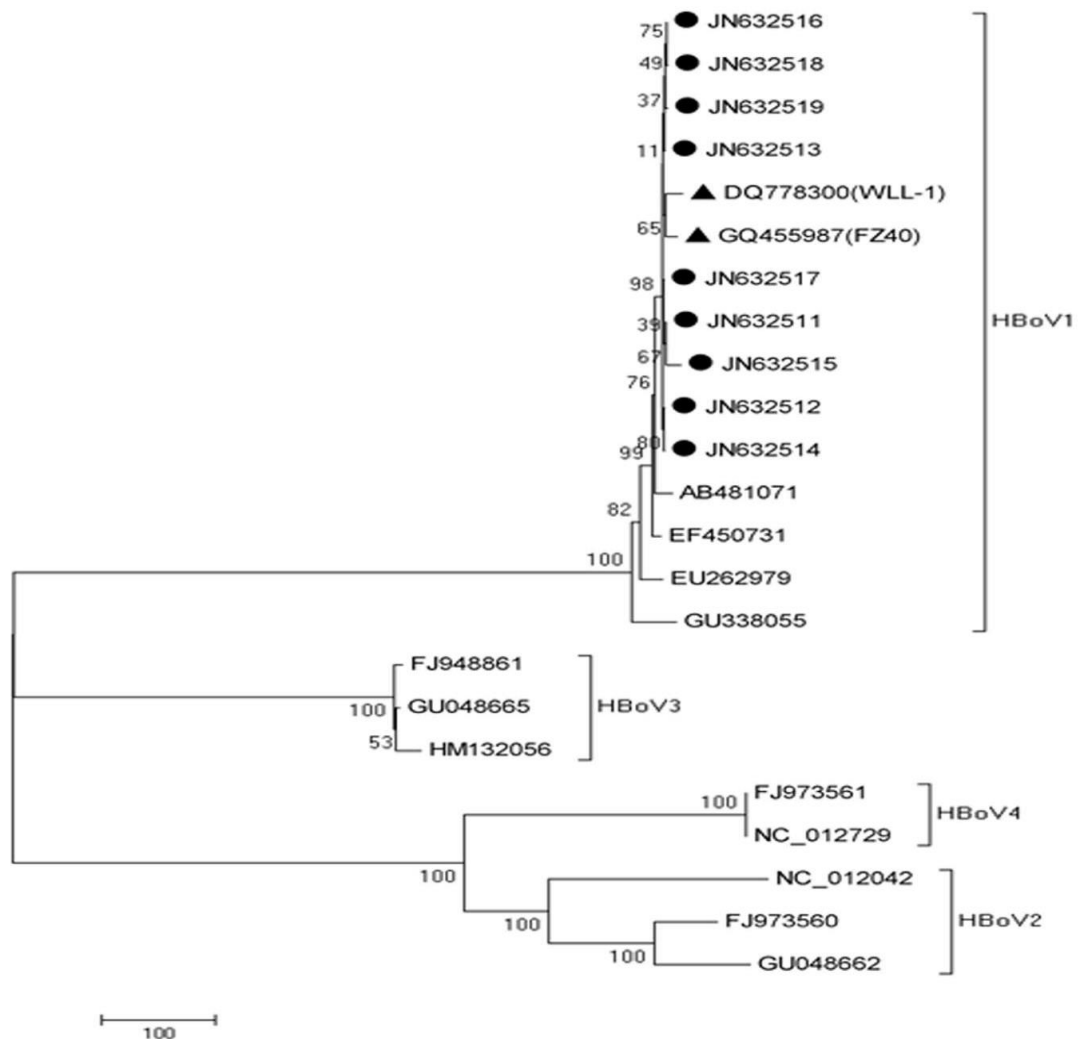 75
JN632516
49
JN632518
37
JN632519
11
JN632513
DQ778300(WLL-1)
65
GQ455987(FZ40)
98
JN632517
39
JN632511
HBoV1
67
JN632515
76
JN632512
80
99
JN632514
AB481071
82
EF450731
100
EU262979
GU338055
FJ948861
100
GU048665
HBoV3
53
HM132056
100
FJ973561
HBoV4
NC_012729
100
NC_012042
100
FJ973560
HBoV2
100
GU048662
100